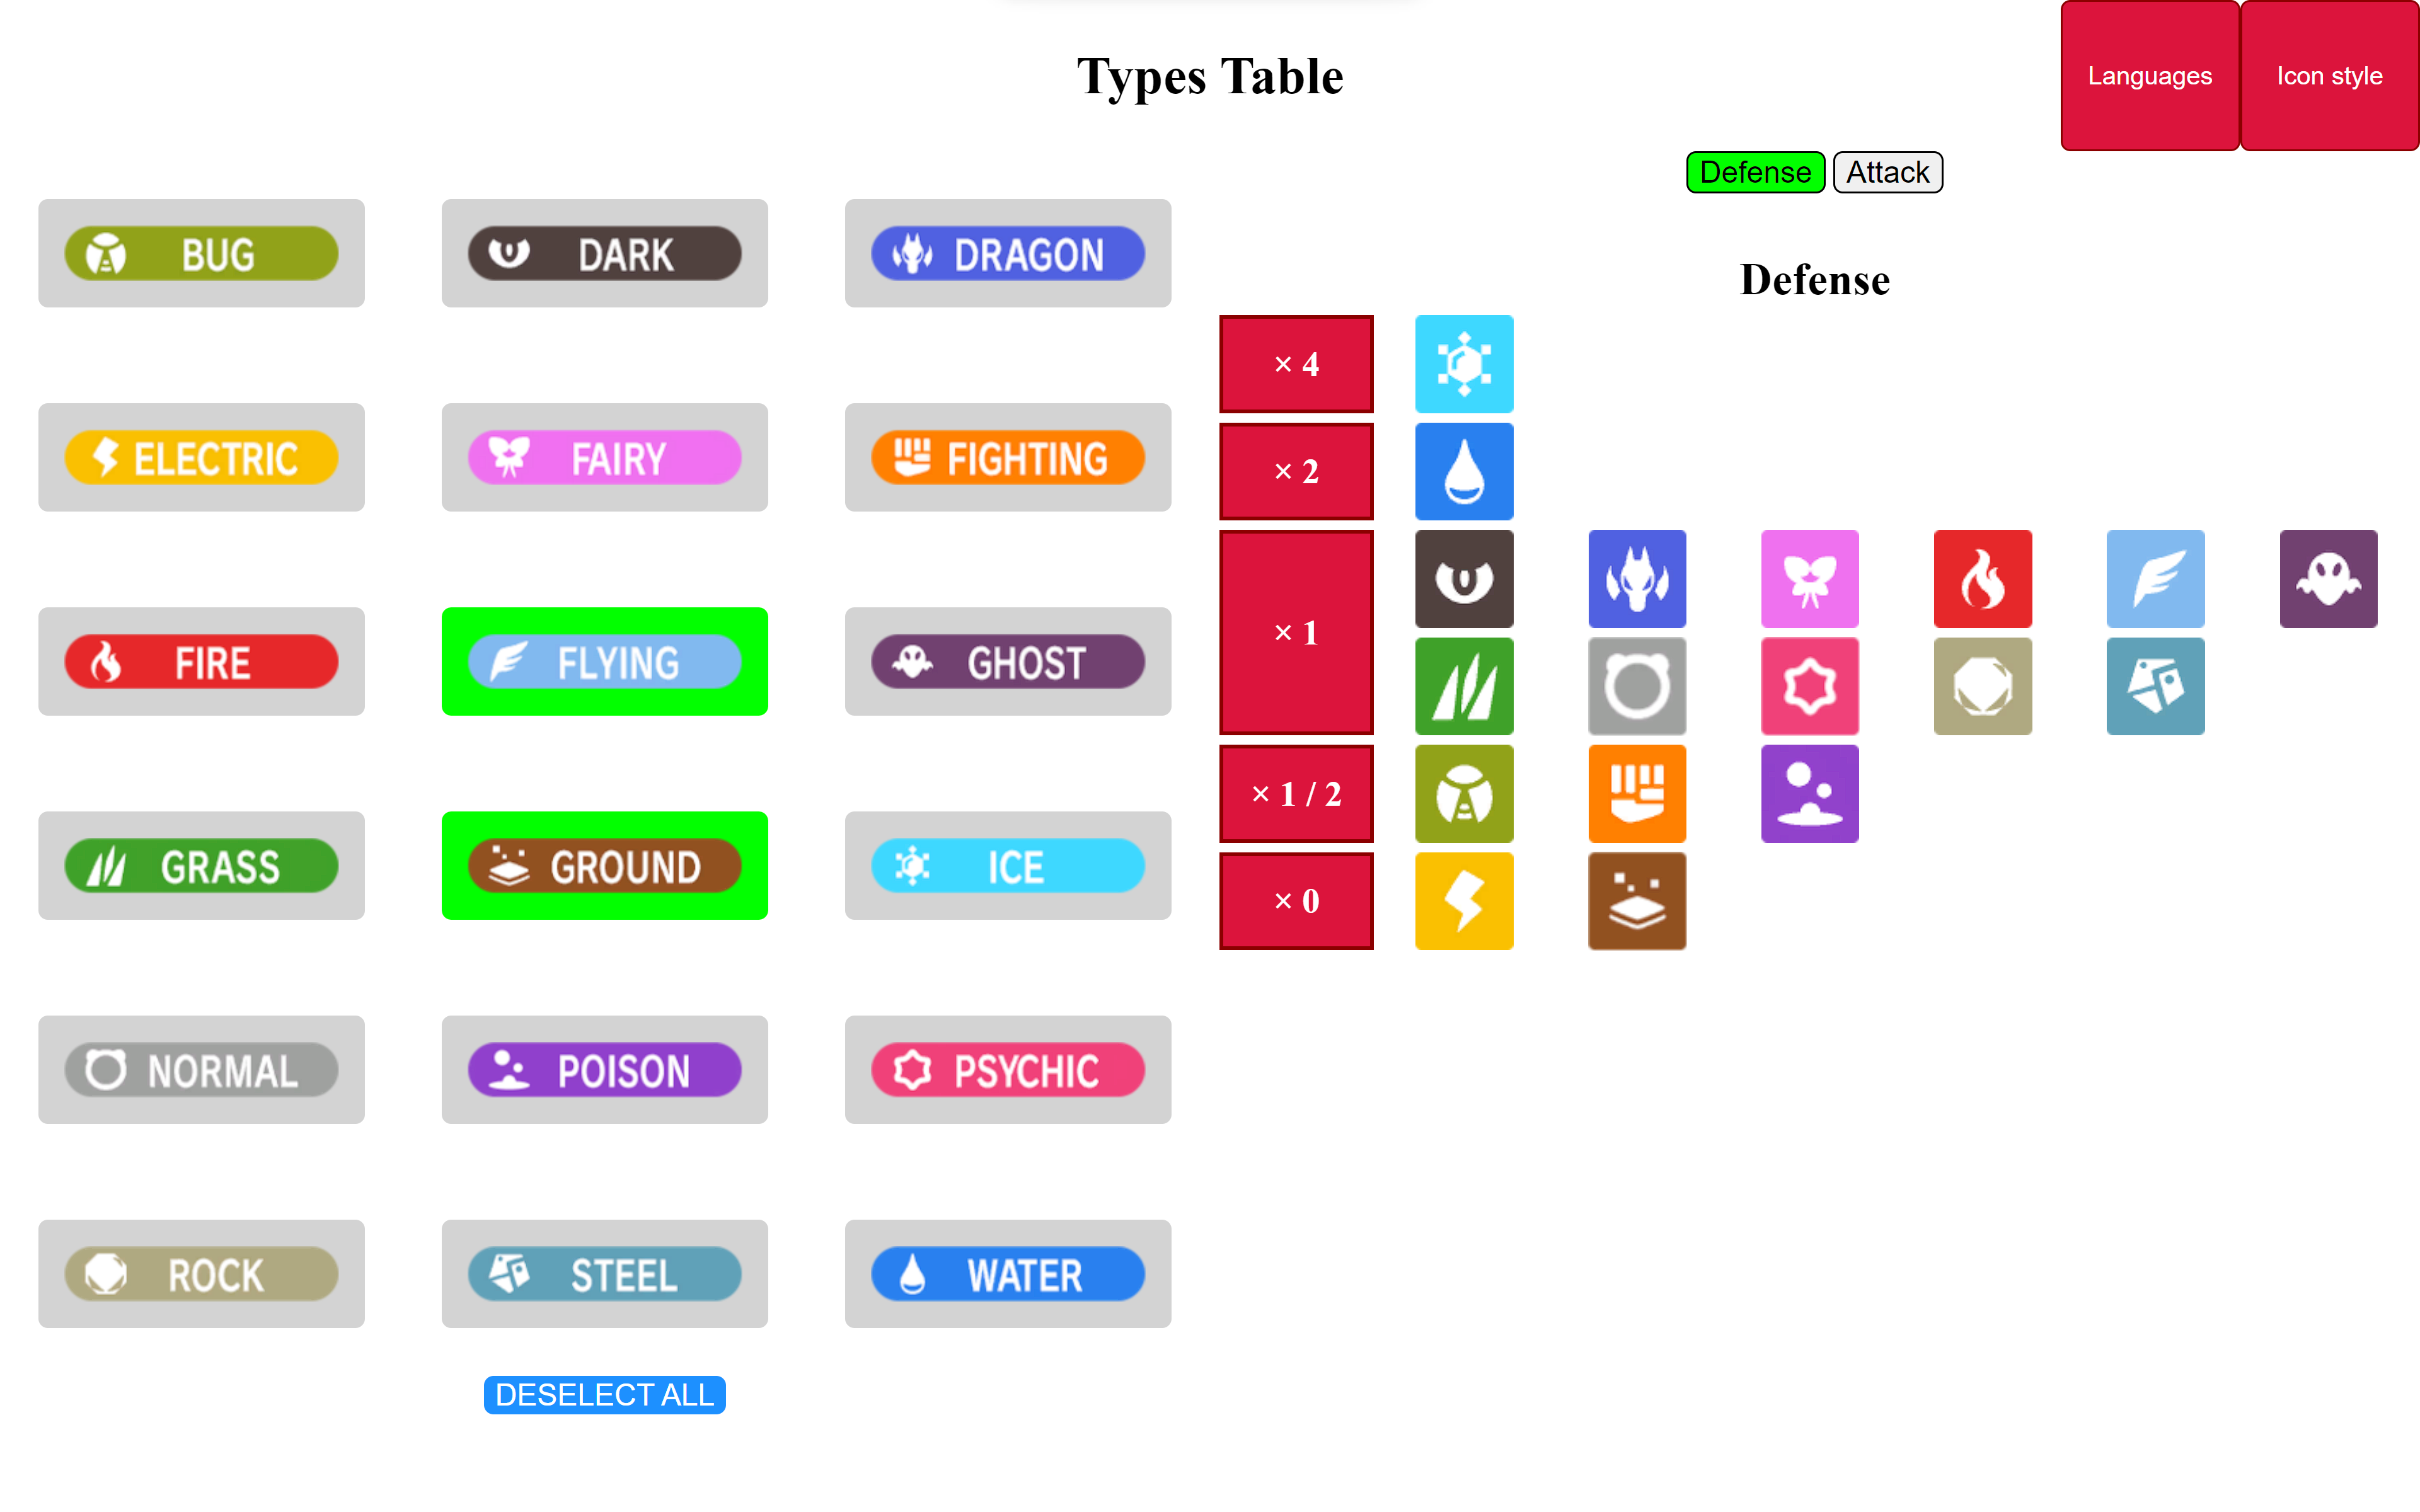 Types Table
Languages
Icon style
Defense
Attack
BUG
DARK
DRAGON
Defense
× 4
ELECTRIC
FAIRY
FIGHTING
× 2
× 1
FIRE
FLYING
GHOST
× 1 / 2
GRASS
GROUND
ICE
× 0
NORMAL
POISON
PSYCHIC
ROCK
STEEL
WATER
DESELECT ALL